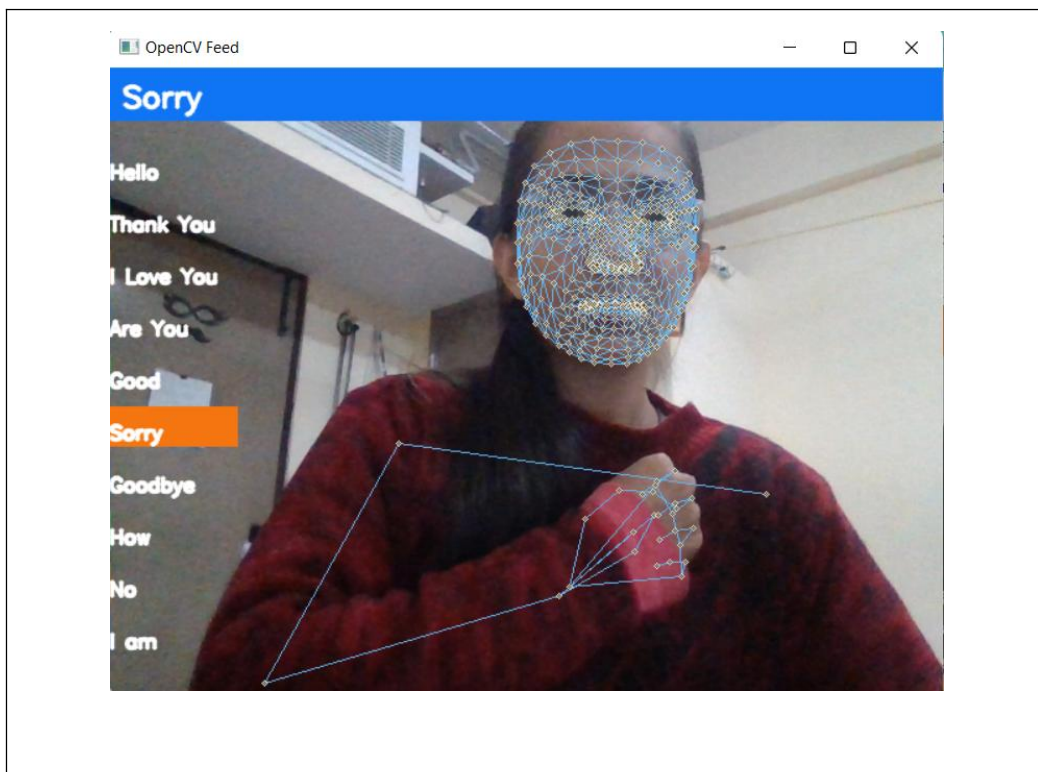 OpenCV Feed
Sorry
Hello
Thank You
I Love You
Are You
Good
Sorry
Goodbye
How
No
I am